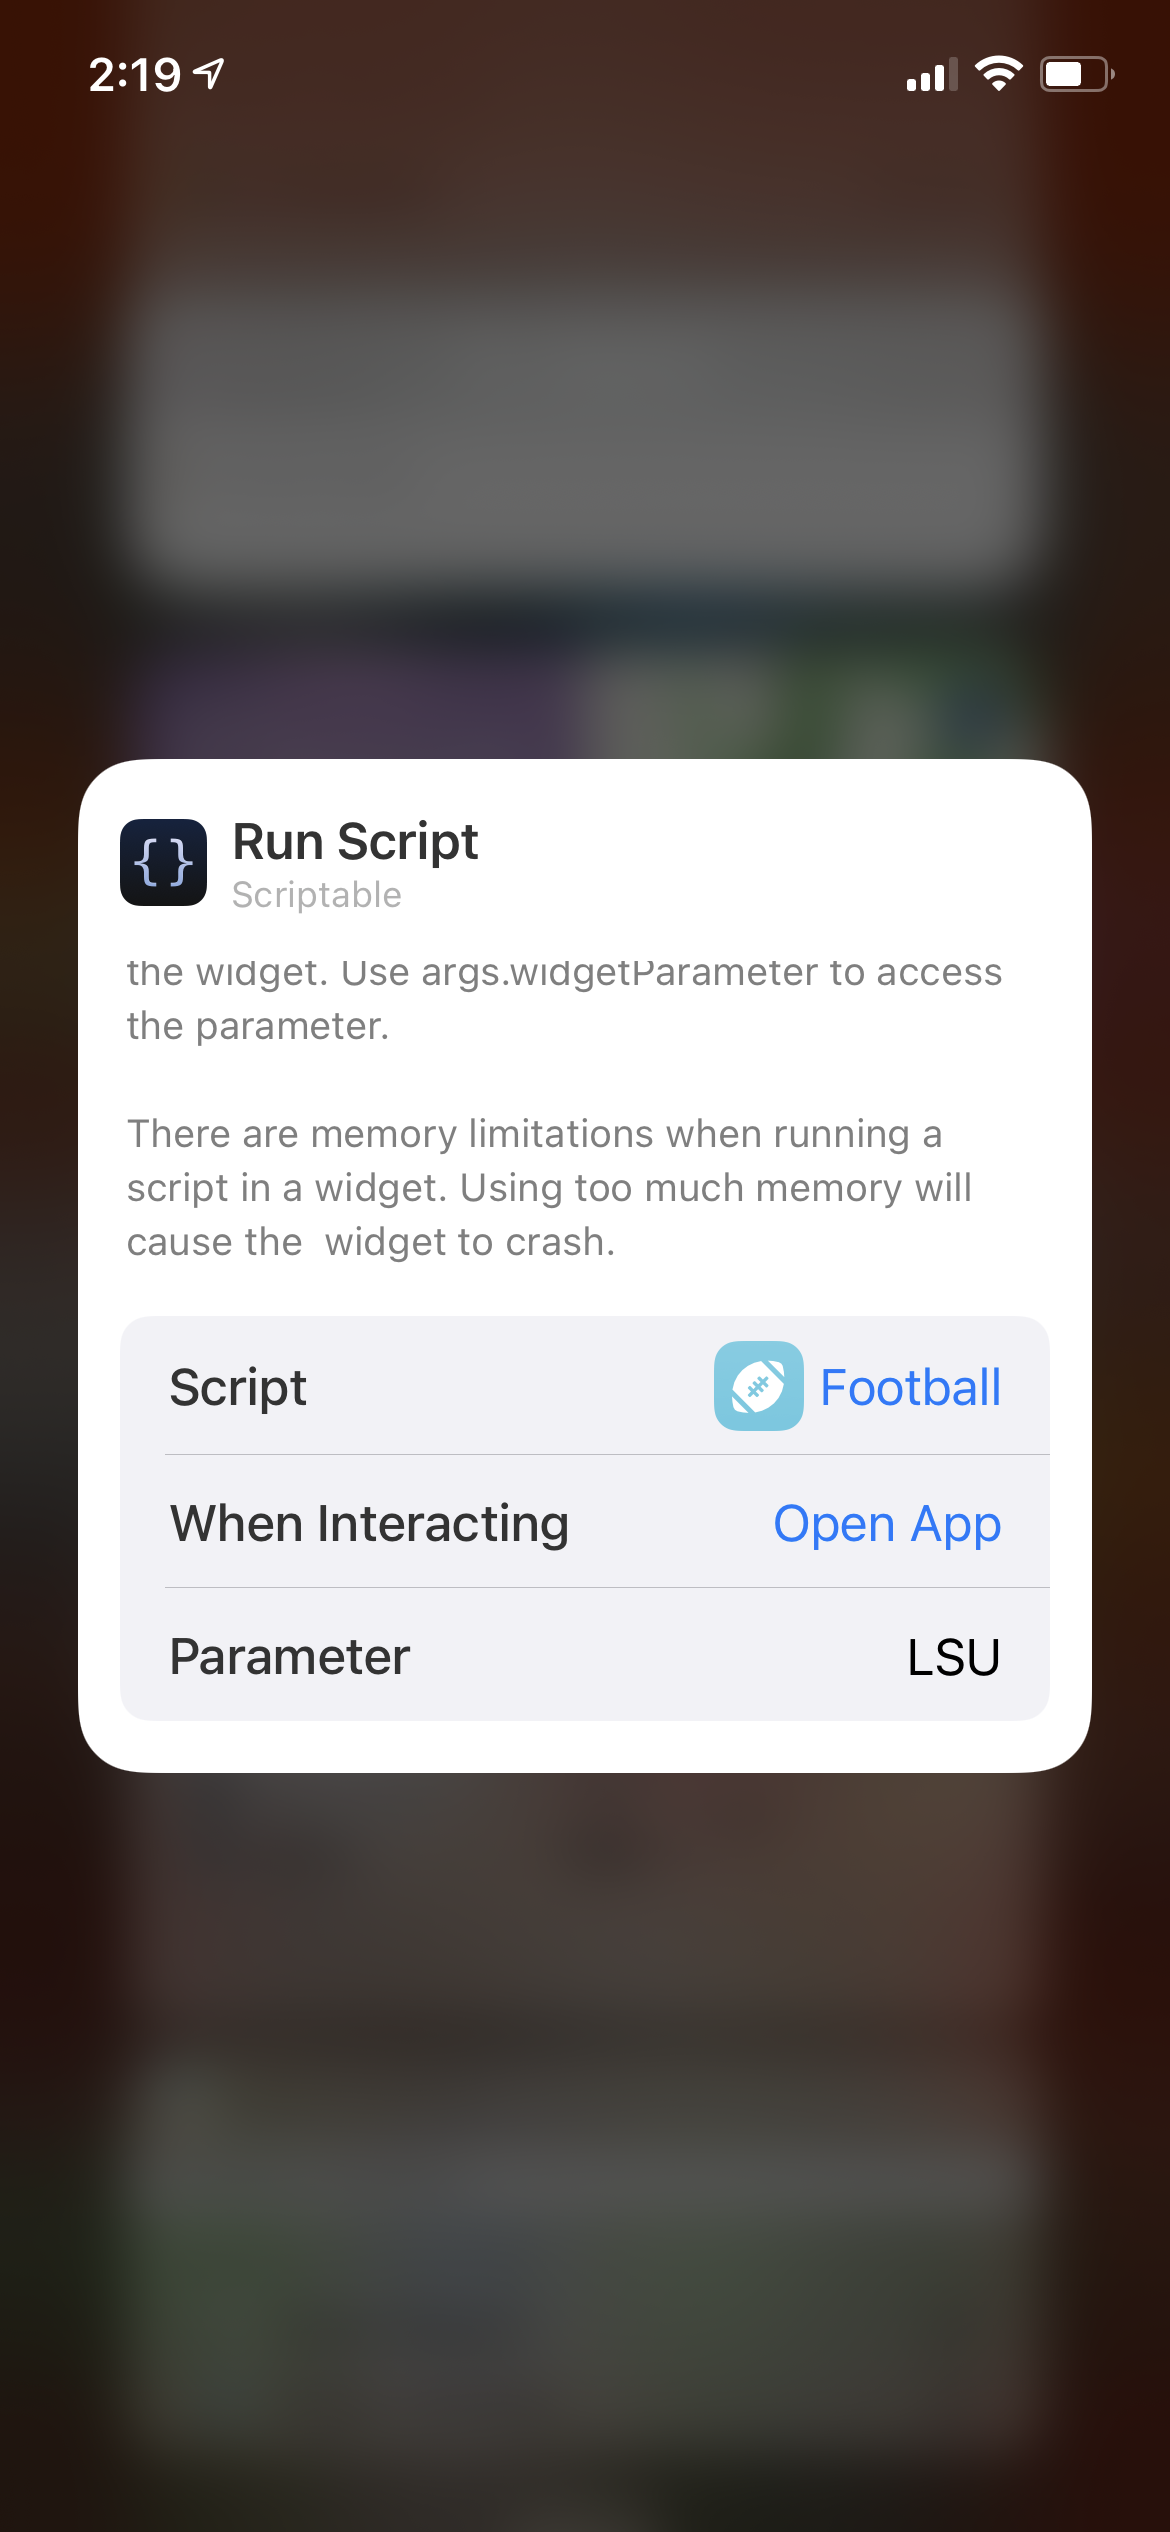 2:19
{}
Run Script
Scriptable
the widget. Use args.widgetParameter to access
the parameter.
There are memory limitations when running a
script in a widget. Using too much memory will
cause the  widget to crash.
Script Football
When Interacting Open App
Parameter LSU